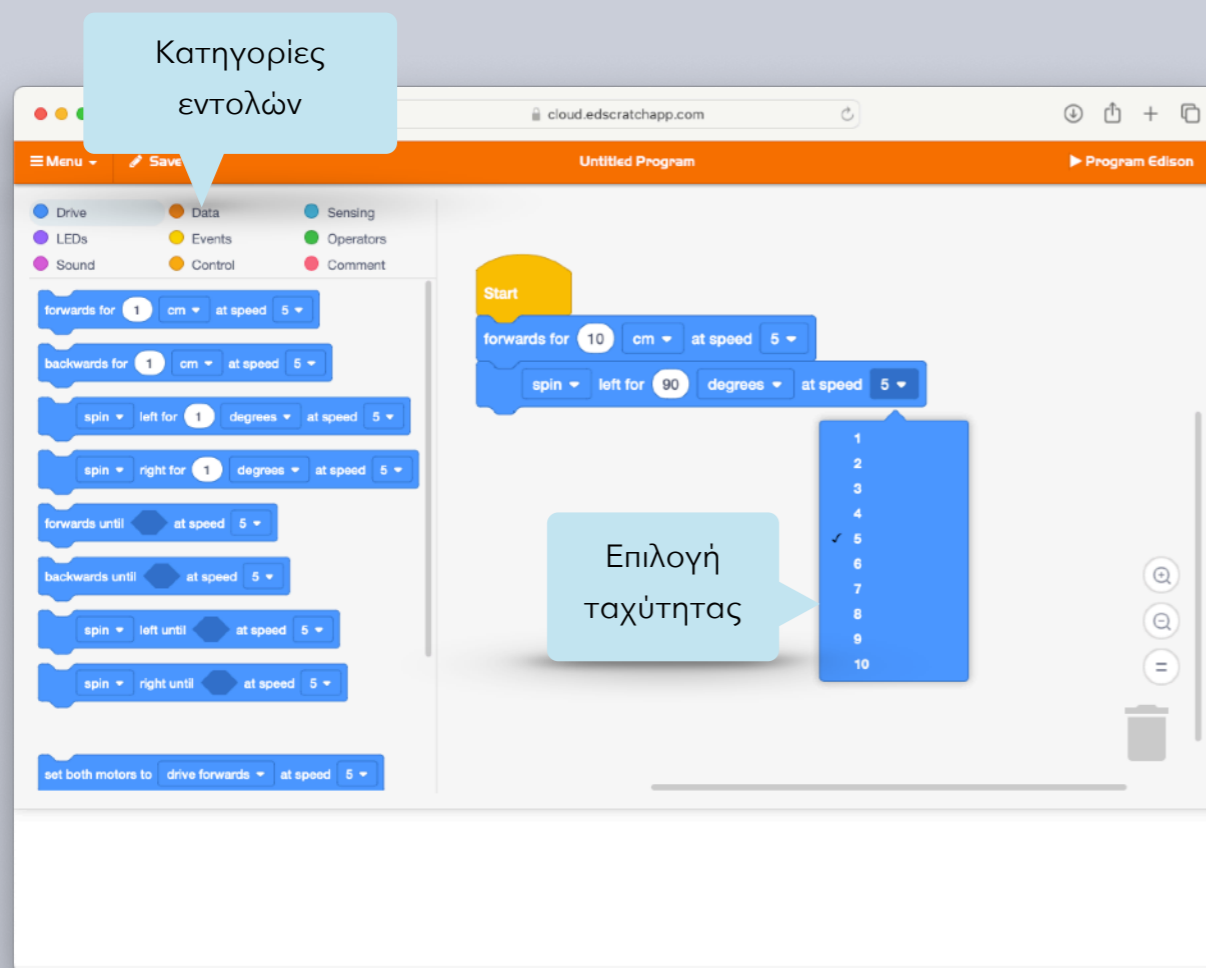 Κατηγορίες
εντολών
cloud.edscratchapp.com
Menu Save Untitled Program Program Edison
Drive Data Sensing
LEDs Events Operators
Sound Control Comment
forwards for 1 cm at speed 5
backwards for 1 cm at speed 5
spin left for 1 degrees at speed 5
spin right for 1 degrees at speed 5
forwards until at speed 5
backwards until at speed 5
spin left until at speed 5
spin right until at speed 5
set both motors to drive forwards at speed 5
Start
forwards for 10 cm at speed 5
spin left for 90 degrees at speed 5
1
2
3
4
✓ 5
6
7
8
9
10
Επιλογή
ταχύτητας